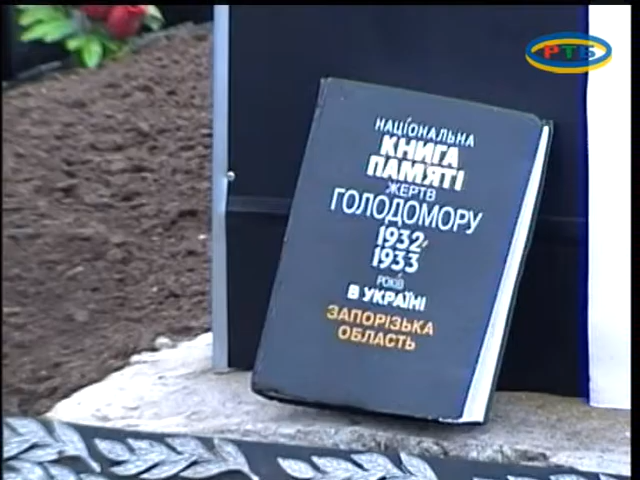 РТБ
НАЦІОНАЛЬНА
КНИГА
ПАМ'ЯТІ
ЖЕРТВ
ГОЛОДОМОРУ
1932-
1933
РОКІВ
В УКРАЇНІ
ЗАПОРІЗЬКА
ОБЛАСТЬ